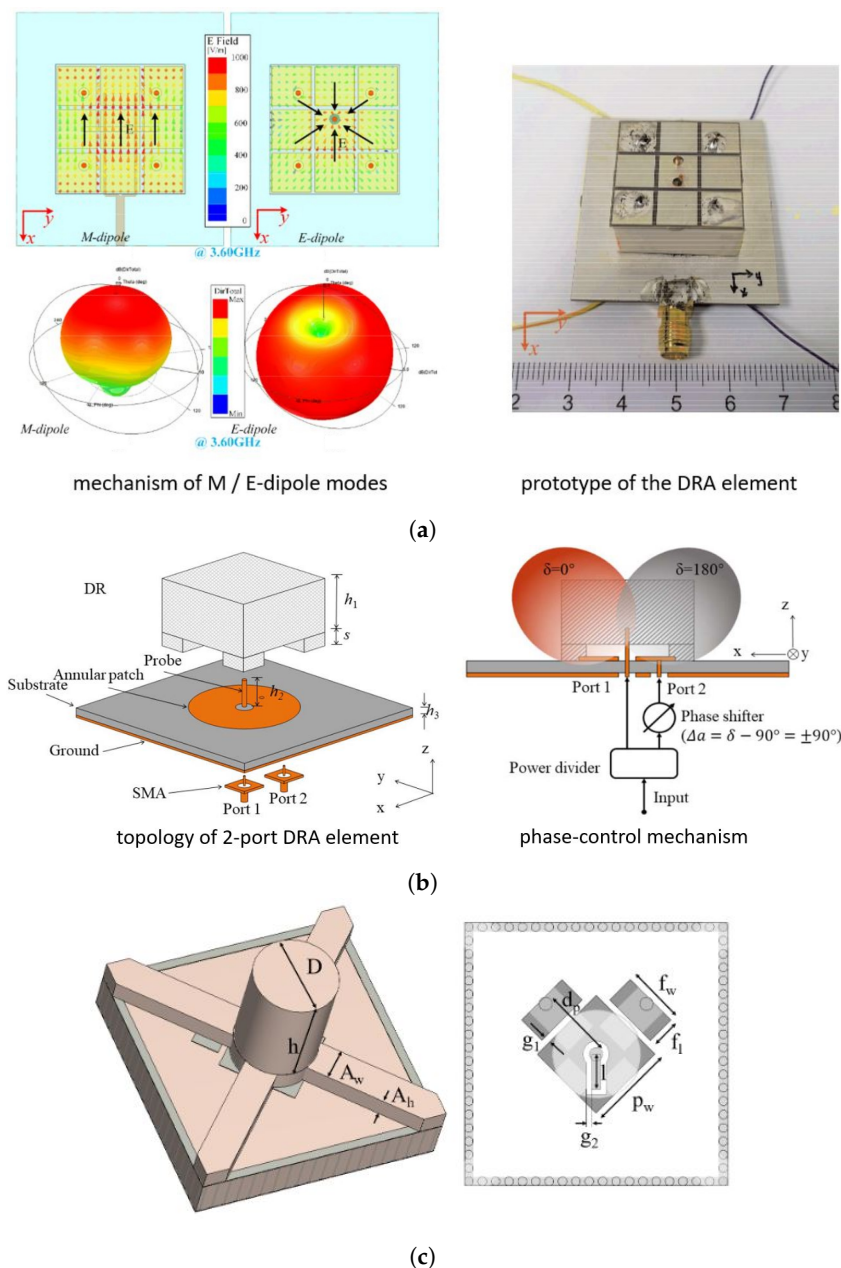 E Field
[V/m]
1000
800
600
400
200
0
E
E
y
x
M-dipole
y
x
E-dipole
@ 3.60GHz
DirTotal
Max
Min
M-dipole
E-dipole
@ 3.60GHz
y
x
y
x
2 3 4 5 6 7 8
mechanism of M / E-dipole modes
prototype of the DRA element
(a)
DR
h1
s
Probe
Annular patch
Substrate
h2
h3
Ground
SMA
Port 1
Port 2
z
y
x
topology of 2-port DRA element
δ=0°
δ=180°
z
x
y
Port 1
Port 2
Phase shifter
(Δa = δ − 90° = ±90°)
Power divider
Input
phase-control mechanism
(b)
D
h
Aw
Ah
fw
dp
g1
fl
l
pw
g2
(c)